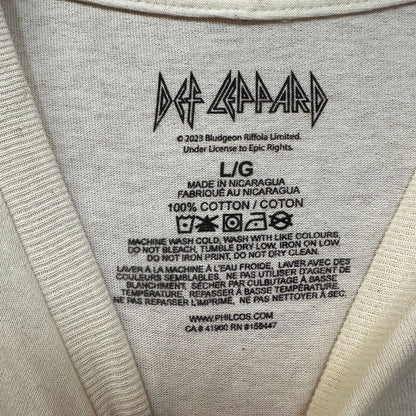 DEF LEPPARD
© 2023 Bludgeon Riffola Limited.
Under License to Epic Rights.
L/G
MADE IN NICARAGUA
FABRIQUÉ AU NICARAGUA
100% COTTON / COTON
MACHINE WASH COLD, WASH WITH LIKE COLOURS,
DO NOT BLEACH, TUMBLE DRY LOW, IRON ON LOW
DO NOT IRON PRINT, DO NOT DRY CLEAN.
LAVER À LA MACHINE À L'EAU FROIDE, LAVER AVEC DES
COULEURS SEMBLABLES. NE PAS UTILISER D'AGENT DE
BLANCHIMENT. SÉCHER PAR CULBUTAGE À BASSE
TEMPÉRATURE, REPASSER À BASSE TEMPÉRATURE.
NE PAS REPASSER L'IMPRIMÉ, NE PAS NETTOYER À SEC.
WWW.PHILCOS.COM
CA # 41900 RN # 158447